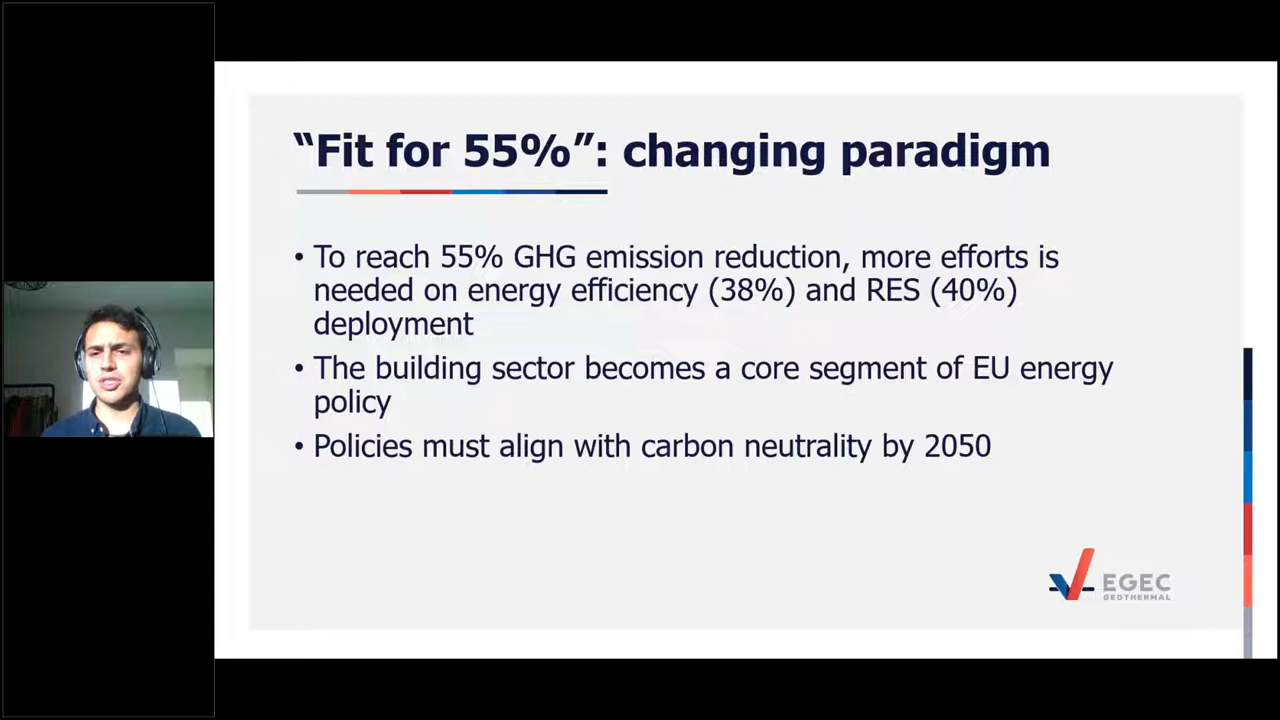 “Fit for 55%”: changing paradigm
• To reach 55% GHG emission reduction, more efforts is
needed on energy efficiency (38%) and RES (40%)
deployment
• The building sector becomes a core segment of EU energy
policy
• Policies must align with carbon neutrality by 2050
EGEC
GEOTHERMAL